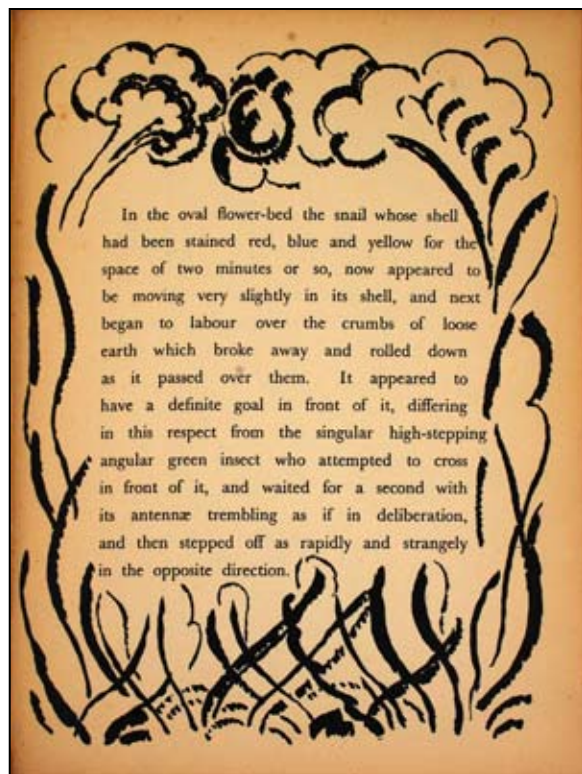 In the oval flower-bed the snail whose shell
had been stained red, blue and yellow for the
space of two minutes or so, now appeared to
be moving very slightly in its shell, and next
began to labour over the crumbs of loose
earth which broke away and rolled down
as it passed over them. It appeared to
have a definite goal in front of it, differing
in this respect from the singular high-stepping
angular green insect who attempted to cross
in front of it, and waited for a second with
its antennæ trembling as if in deliberation,
and then stepped off as rapidly and strangely
in the opposite direction.